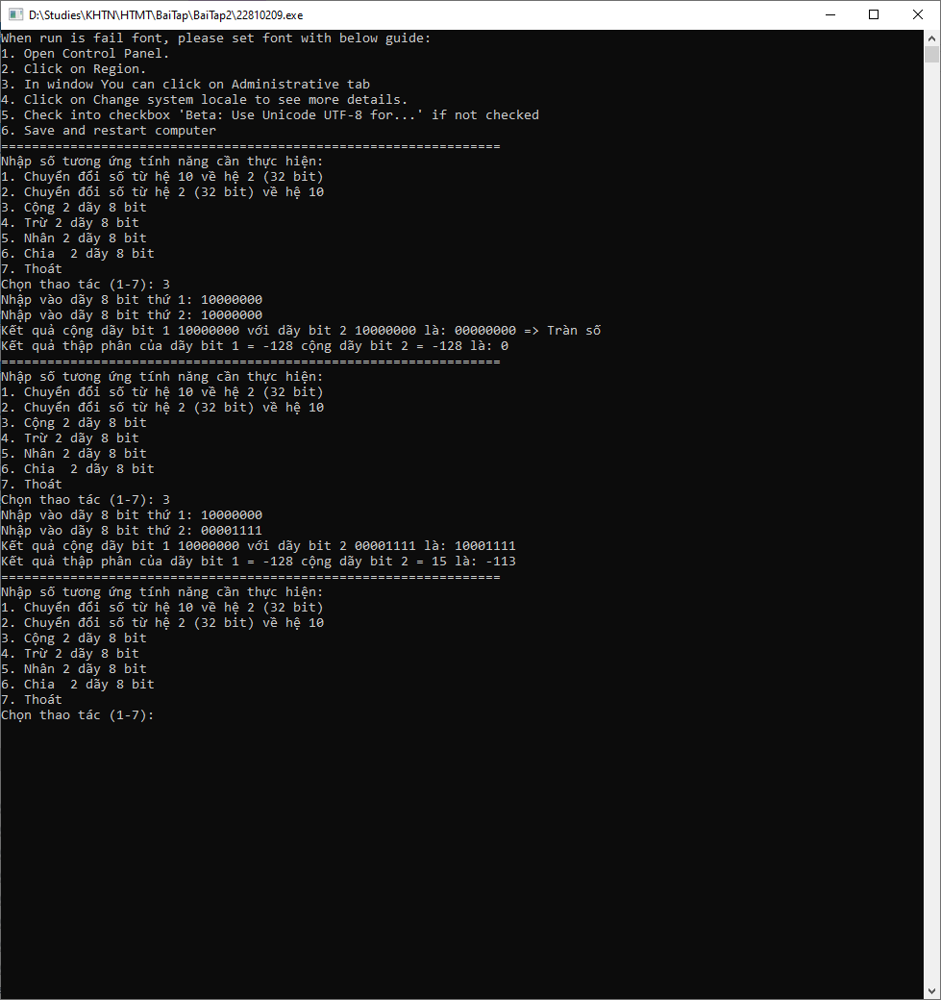 D:\Studies\KHTN\HTMT\BaiTap\BaiTap2\22810209.exe
When run is fail font, please set font with below guide:
1. Open Control Panel.
2. Click on Region.
3. In window You can click on Administrative tab
4. Click on Change system locale to see more details.
5. Check into checkbox 'Beta: Use Unicode UTF-8 for...' if not checked
6. Save and restart computer
=================================================================
Nhập số tương ứng tính năng cần thực hiện:
1. Chuyển đổi số từ hệ 10 về hệ 2 (32 bit)
2. Chuyển đổi số từ hệ 2 (32 bit) về hệ 10
3. Cộng 2 dãy 8 bit
4. Trừ 2 dãy 8 bit
5. Nhân 2 dãy 8 bit
6. Chia  2 dãy 8 bit
7. Thoát
Chọn thao tác (1-7): 3
Nhập vào dãy 8 bit thứ 1: 10000000
Nhập vào dãy 8 bit thứ 2: 10000000
Kết quả cộng dãy bit 1 10000000 với dãy bit 2 10000000 là: 00000000 => Tràn số
Kết quả thập phân của dãy bit 1 = -128 cộng dãy bit 2 = -128 là: 0
=================================================================
Nhập số tương ứng tính năng cần thực hiện:
1. Chuyển đổi số từ hệ 10 về hệ 2 (32 bit)
2. Chuyển đổi số từ hệ 2 (32 bit) về hệ 10
3. Cộng 2 dãy 8 bit
4. Trừ 2 dãy 8 bit
5. Nhân 2 dãy 8 bit
6. Chia  2 dãy 8 bit
7. Thoát
Chọn thao tác (1-7): 3
Nhập vào dãy 8 bit thứ 1: 10000000
Nhập vào dãy 8 bit thứ 2: 00001111
Kết quả cộng dãy bit 1 10000000 với dãy bit 2 00001111 là: 10001111
Kết quả thập phân của dãy bit 1 = -128 cộng dãy bit 2 = 15 là: -113
=================================================================
Nhập số tương ứng tính năng cần thực hiện:
1. Chuyển đổi số từ hệ 10 về hệ 2 (32 bit)
2. Chuyển đổi số từ hệ 2 (32 bit) về hệ 10
3. Cộng 2 dãy 8 bit
4. Trừ 2 dãy 8 bit
5. Nhân 2 dãy 8 bit
6. Chia  2 dãy 8 bit
7. Thoát
Chọn thao tác (1-7):